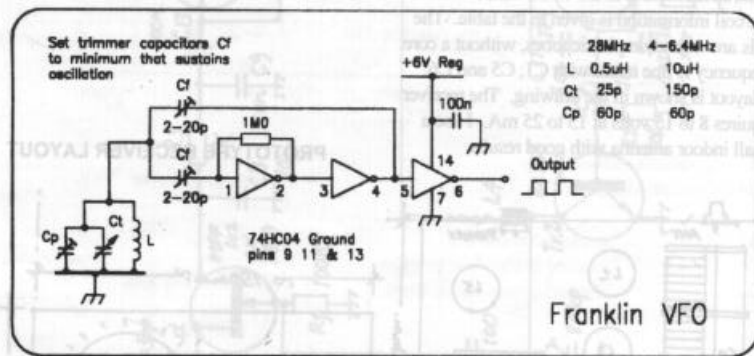 Set trimmer capacitors Cf
to minimum that sustains
oscillation
28MHz 4-6.4MHz
L 0.5uH 10uH
Ct 25p 150p
Cp 60p 60p
+6V Reg
100n
Cf
2-20p
1M0
Cf
2-20p
1 2 3 4 5 6
14
7
Output
Cp Ct L
74HC04 Ground
pins 9 11 & 13
Franklin VFO